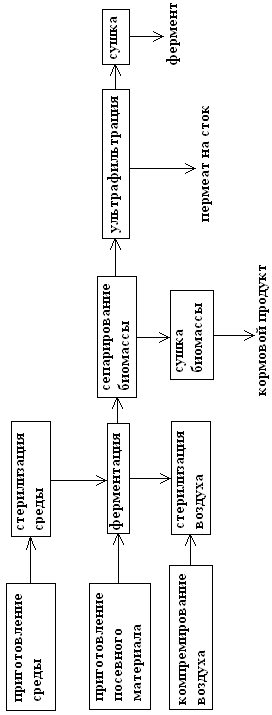 приготовление
среды
стерилизация
среды
приготовление
посевного
материала
ферментация
сепарирование
биомассы
ультрафильтрация
сушка
фермент
пермеат на сток
сушка
биомассы
кормовой продукт
компремирование
воздуха
стерилизация
воздуха